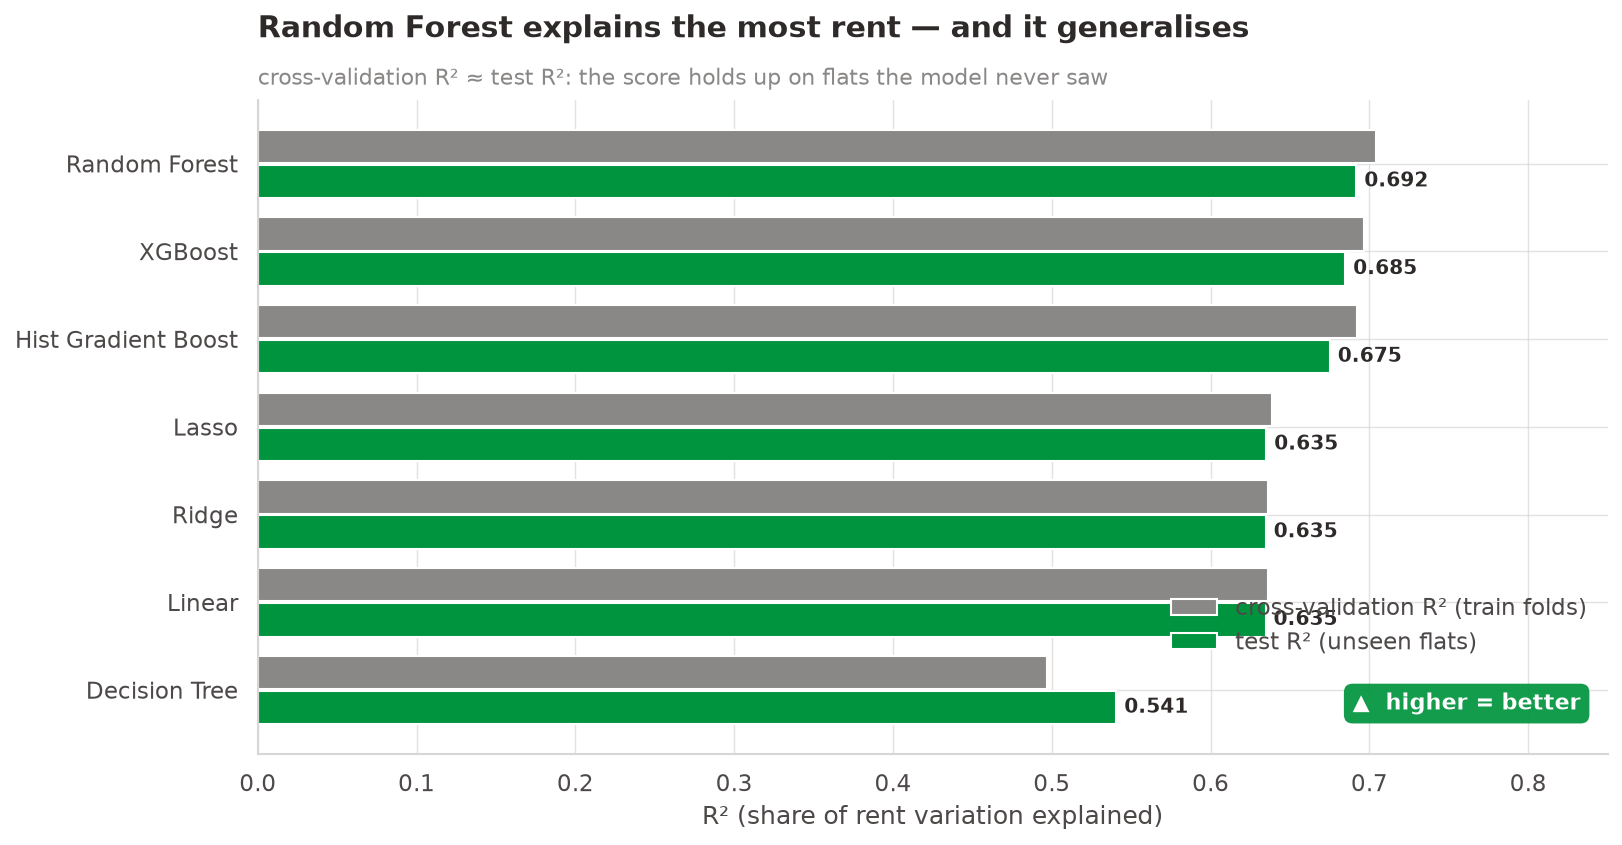 Random Forest explains the most rent — and it generalises
cross-validation R² ≈ test R²: the score holds up on flats the model never saw
Random Forest
0.692
XGBoost
0.685
Hist Gradient Boost
0.675
Lasso
0.635
Ridge
0.635
Linear
0.635
cross-validation R² (train folds)
test R² (unseen flats)
Decision Tree
0.541
▲ higher = better
0.0 0.1 0.2 0.3 0.4 0.5 0.6 0.7 0.8
R² (share of rent variation explained)